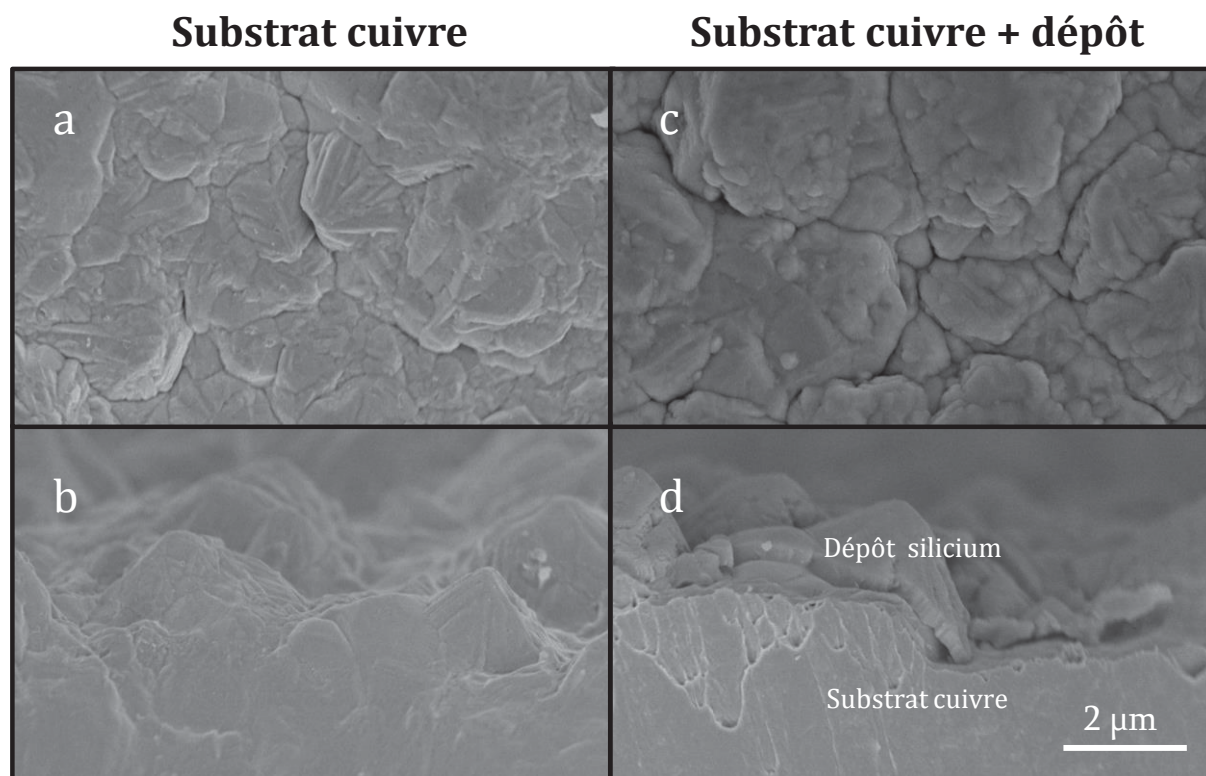 Substrat cuivre
Substrat cuivre + dépôt
a
c
b
d
Dépôt silicium
Substrat cuivre
2 µm